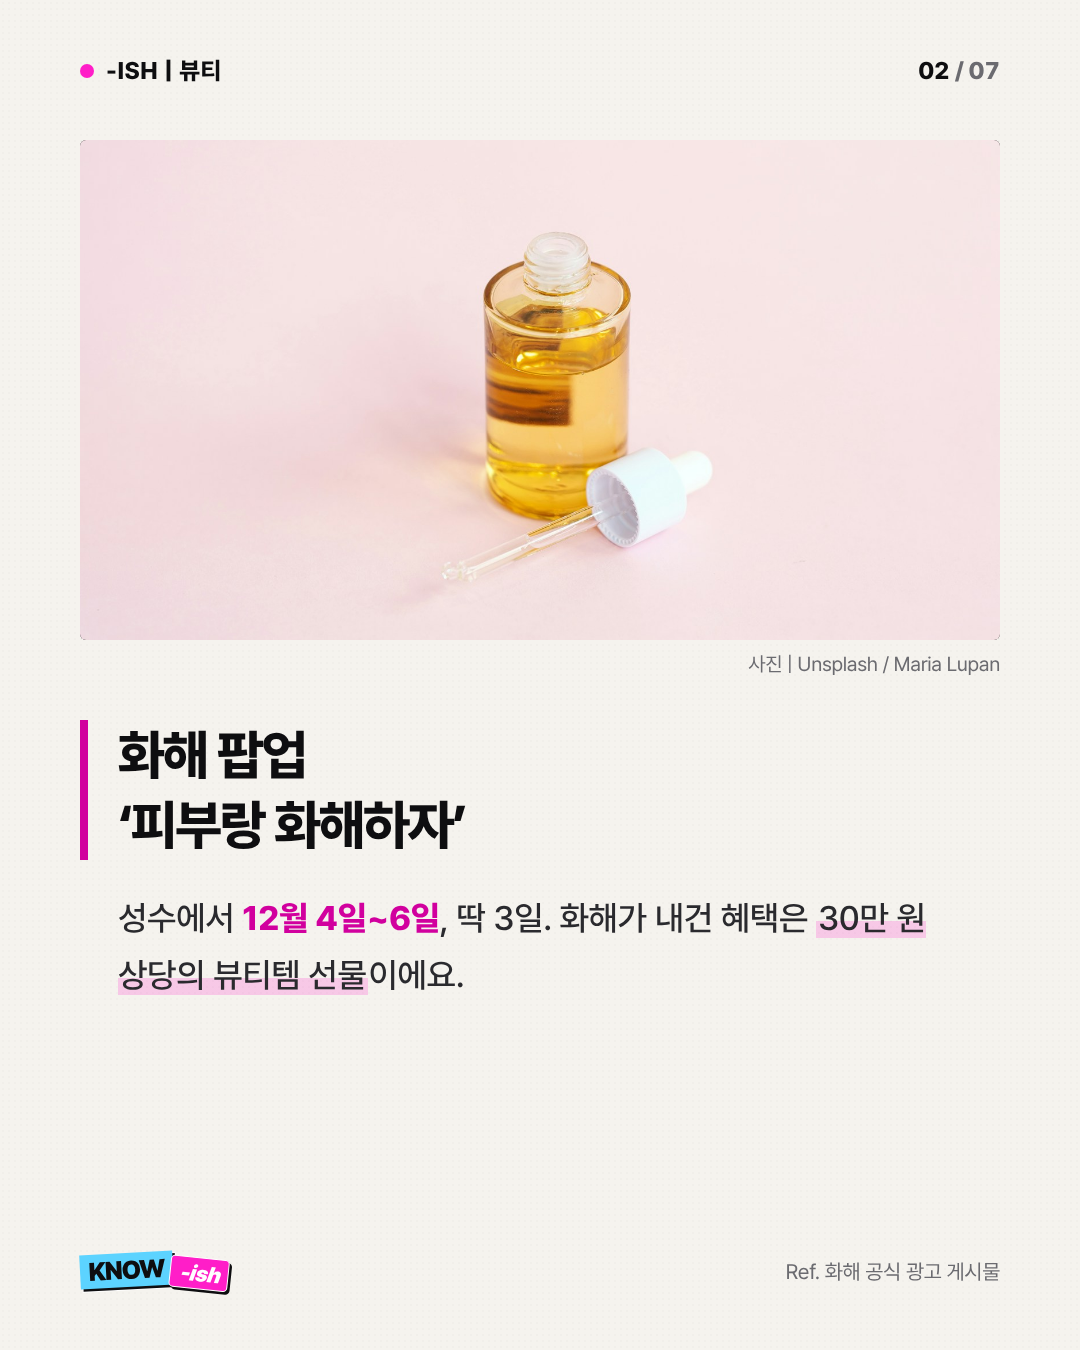 -ISH | 뷰티
02 / 07
사진 | Unsplash / Maria Lupan
화해 팝업
‘피부랑 화해하자’
성수에서 12월 4일~6일, 딱 3일. 화해가 내건 혜택은 30만 원
상당의 뷰티템 선물이에요.
KNOW -ish
Ref. 화해 공식 광고 게시물